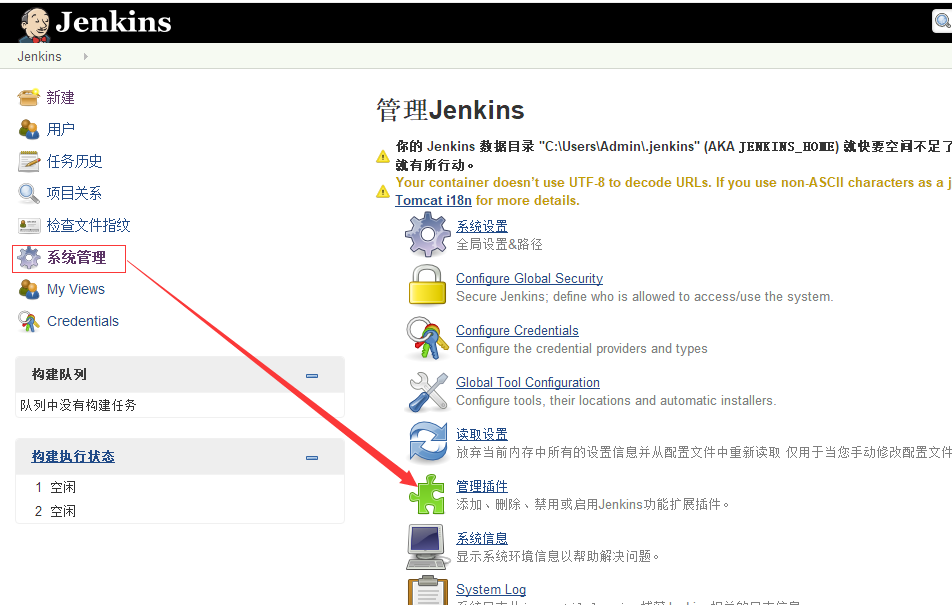 Jenkins
Jenkins
新建
用户
任务历史
项目关系
检查文件指纹
系统管理
My Views
Credentials
构建队列
队列中没有构建任务
构建执行状态
1 空闲
2 空闲
管理Jenkins
你的 Jenkins 数据目录 "C:\Users\Admin\.jenkins" (AKA JENKINS_HOME) 就快要空间不足了
就有所行动。
Your container doesn’t use UTF-8 to decode URLs. If you use non-ASCII characters as a j
Tomcat i18n for more details.
系统设置
全局设置&路径
Configure Global Security
Secure Jenkins; define who is allowed to access/use the system.
Configure Credentials
Configure the credential providers and types
Global Tool Configuration
Configure tools, their locations and automatic installers.
读取设置
放弃当前内存中所有的设置信息并从配置文件中重新读取 仅用于当您手动修改配置文件
管理插件
添加、删除、禁用或启用Jenkins功能扩展插件。
系统信息
显示系统环境信息以帮助解决问题。
System Log